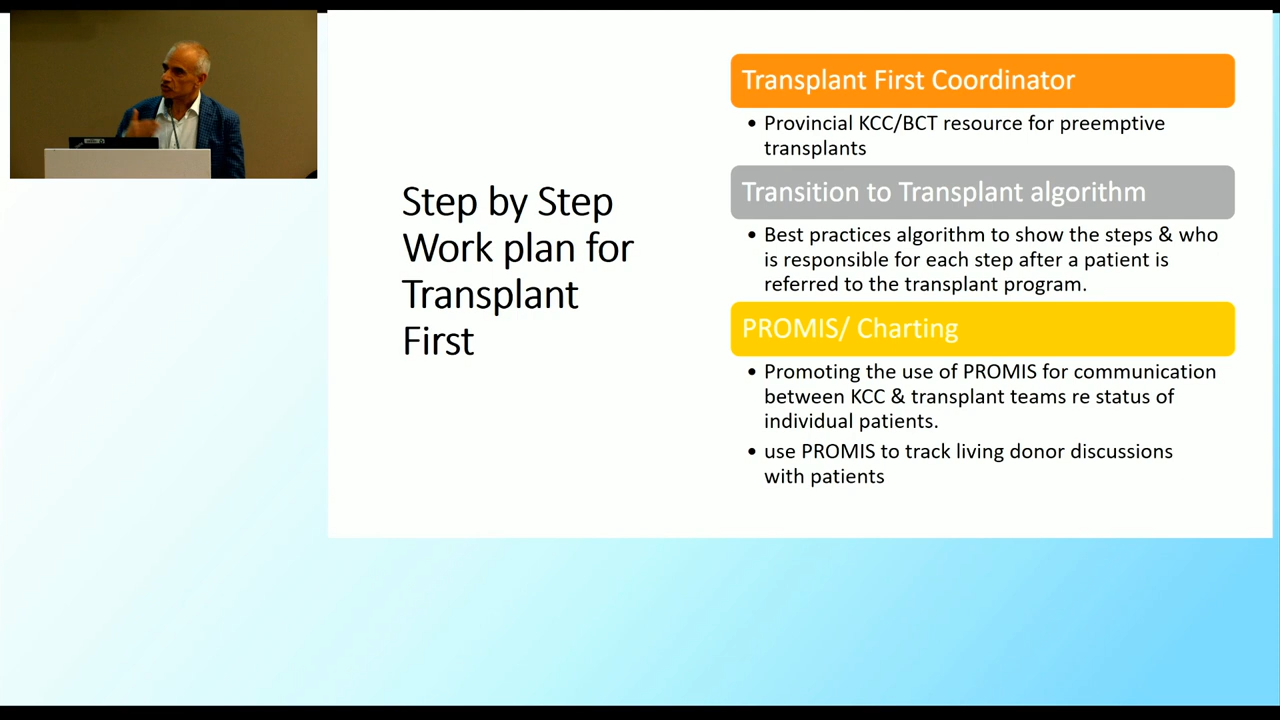 Step by Step
Work plan for
Transplant
First
Transplant First Coordinator
• Provincial KCC/BCT resource for preemptive
transplants
Transition to Transplant algorithm
• Best practices algorithm to show the steps & who
is responsible for each step after a patient is
referred to the transplant program.
PROMIS/ Charting
• Promoting the use of PROMIS for communication
between KCC & transplant teams re status of
individual patients.
• use PROMIS to track living donor discussions
with patients